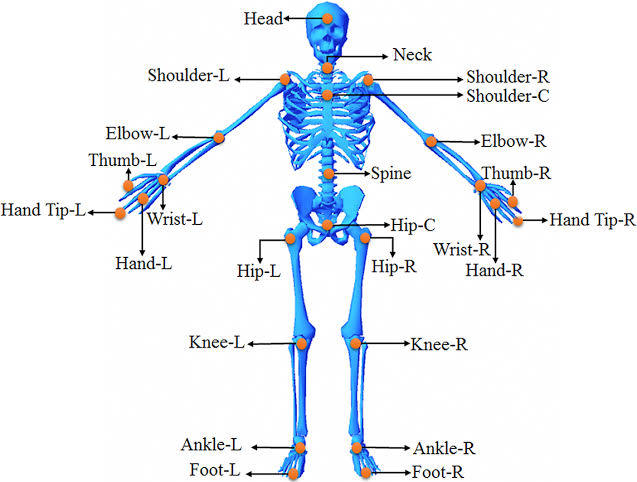 Head
Neck
Shoulder-L
Shoulder-R
Shoulder-C
Elbow-L
Elbow-R
Thumb-L
Spine
Thumb-R
Hand Tip-L
Wrist-L
Hip-C
Hand Tip-R
Wrist-R
Hand-L
Hip-L
Hip-R
Hand-R
Knee-L
Knee-R
Ankle-L
Ankle-R
Foot-L
Foot-R